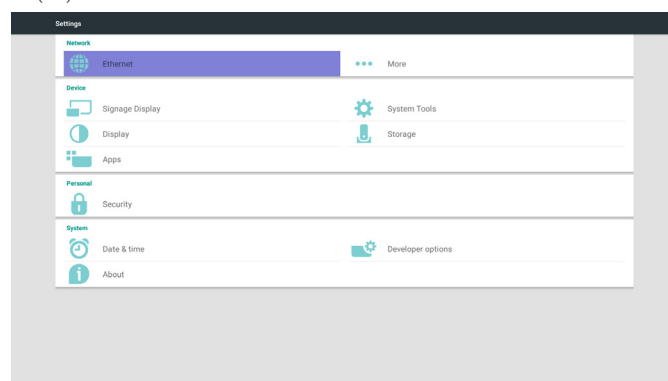 Settings
Network
Ethernet
More
Device
Signage Display
System Tools
Display
Storage
Apps
Personal
Security
System
Date & time
Developer options
About